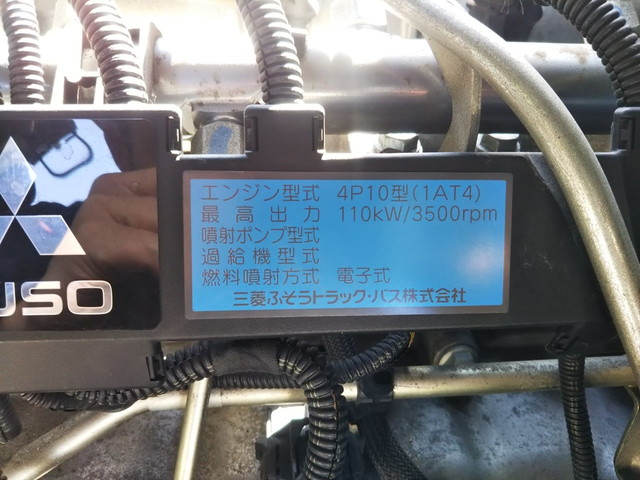 エンジン型式 4P10型(1AT4)
最高出力 110kW/3500rpm
噴射ポンプ型式
過給機型式
燃料噴射方式 電子式
三菱ふそうトラック・バス株式会社
USO